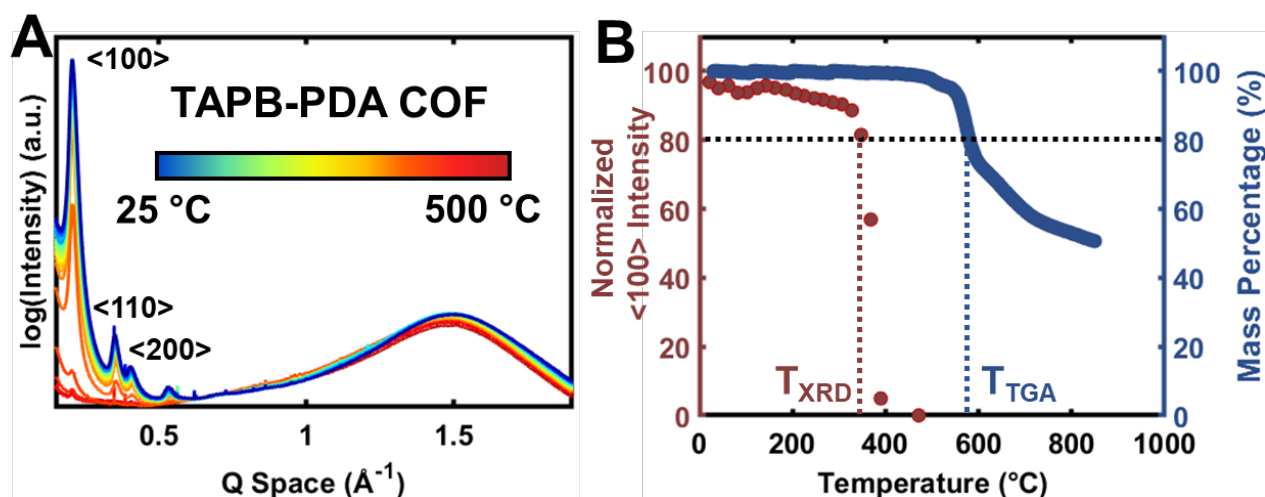 A
<100>
TAPB-PDA COF
25 °C
500 °C
<110>
<200>
log(Intensity) (a.u.)
0.5
1
1.5
Q Space (Å⁻¹)
B
Normalized
<100> Intensity
100
80
60
40
20
0
T_XRD
T_TGA
100
80
60
40
20
0
Mass Percentage (%)
0
200
400
600
800
1000
Temperature (°C)